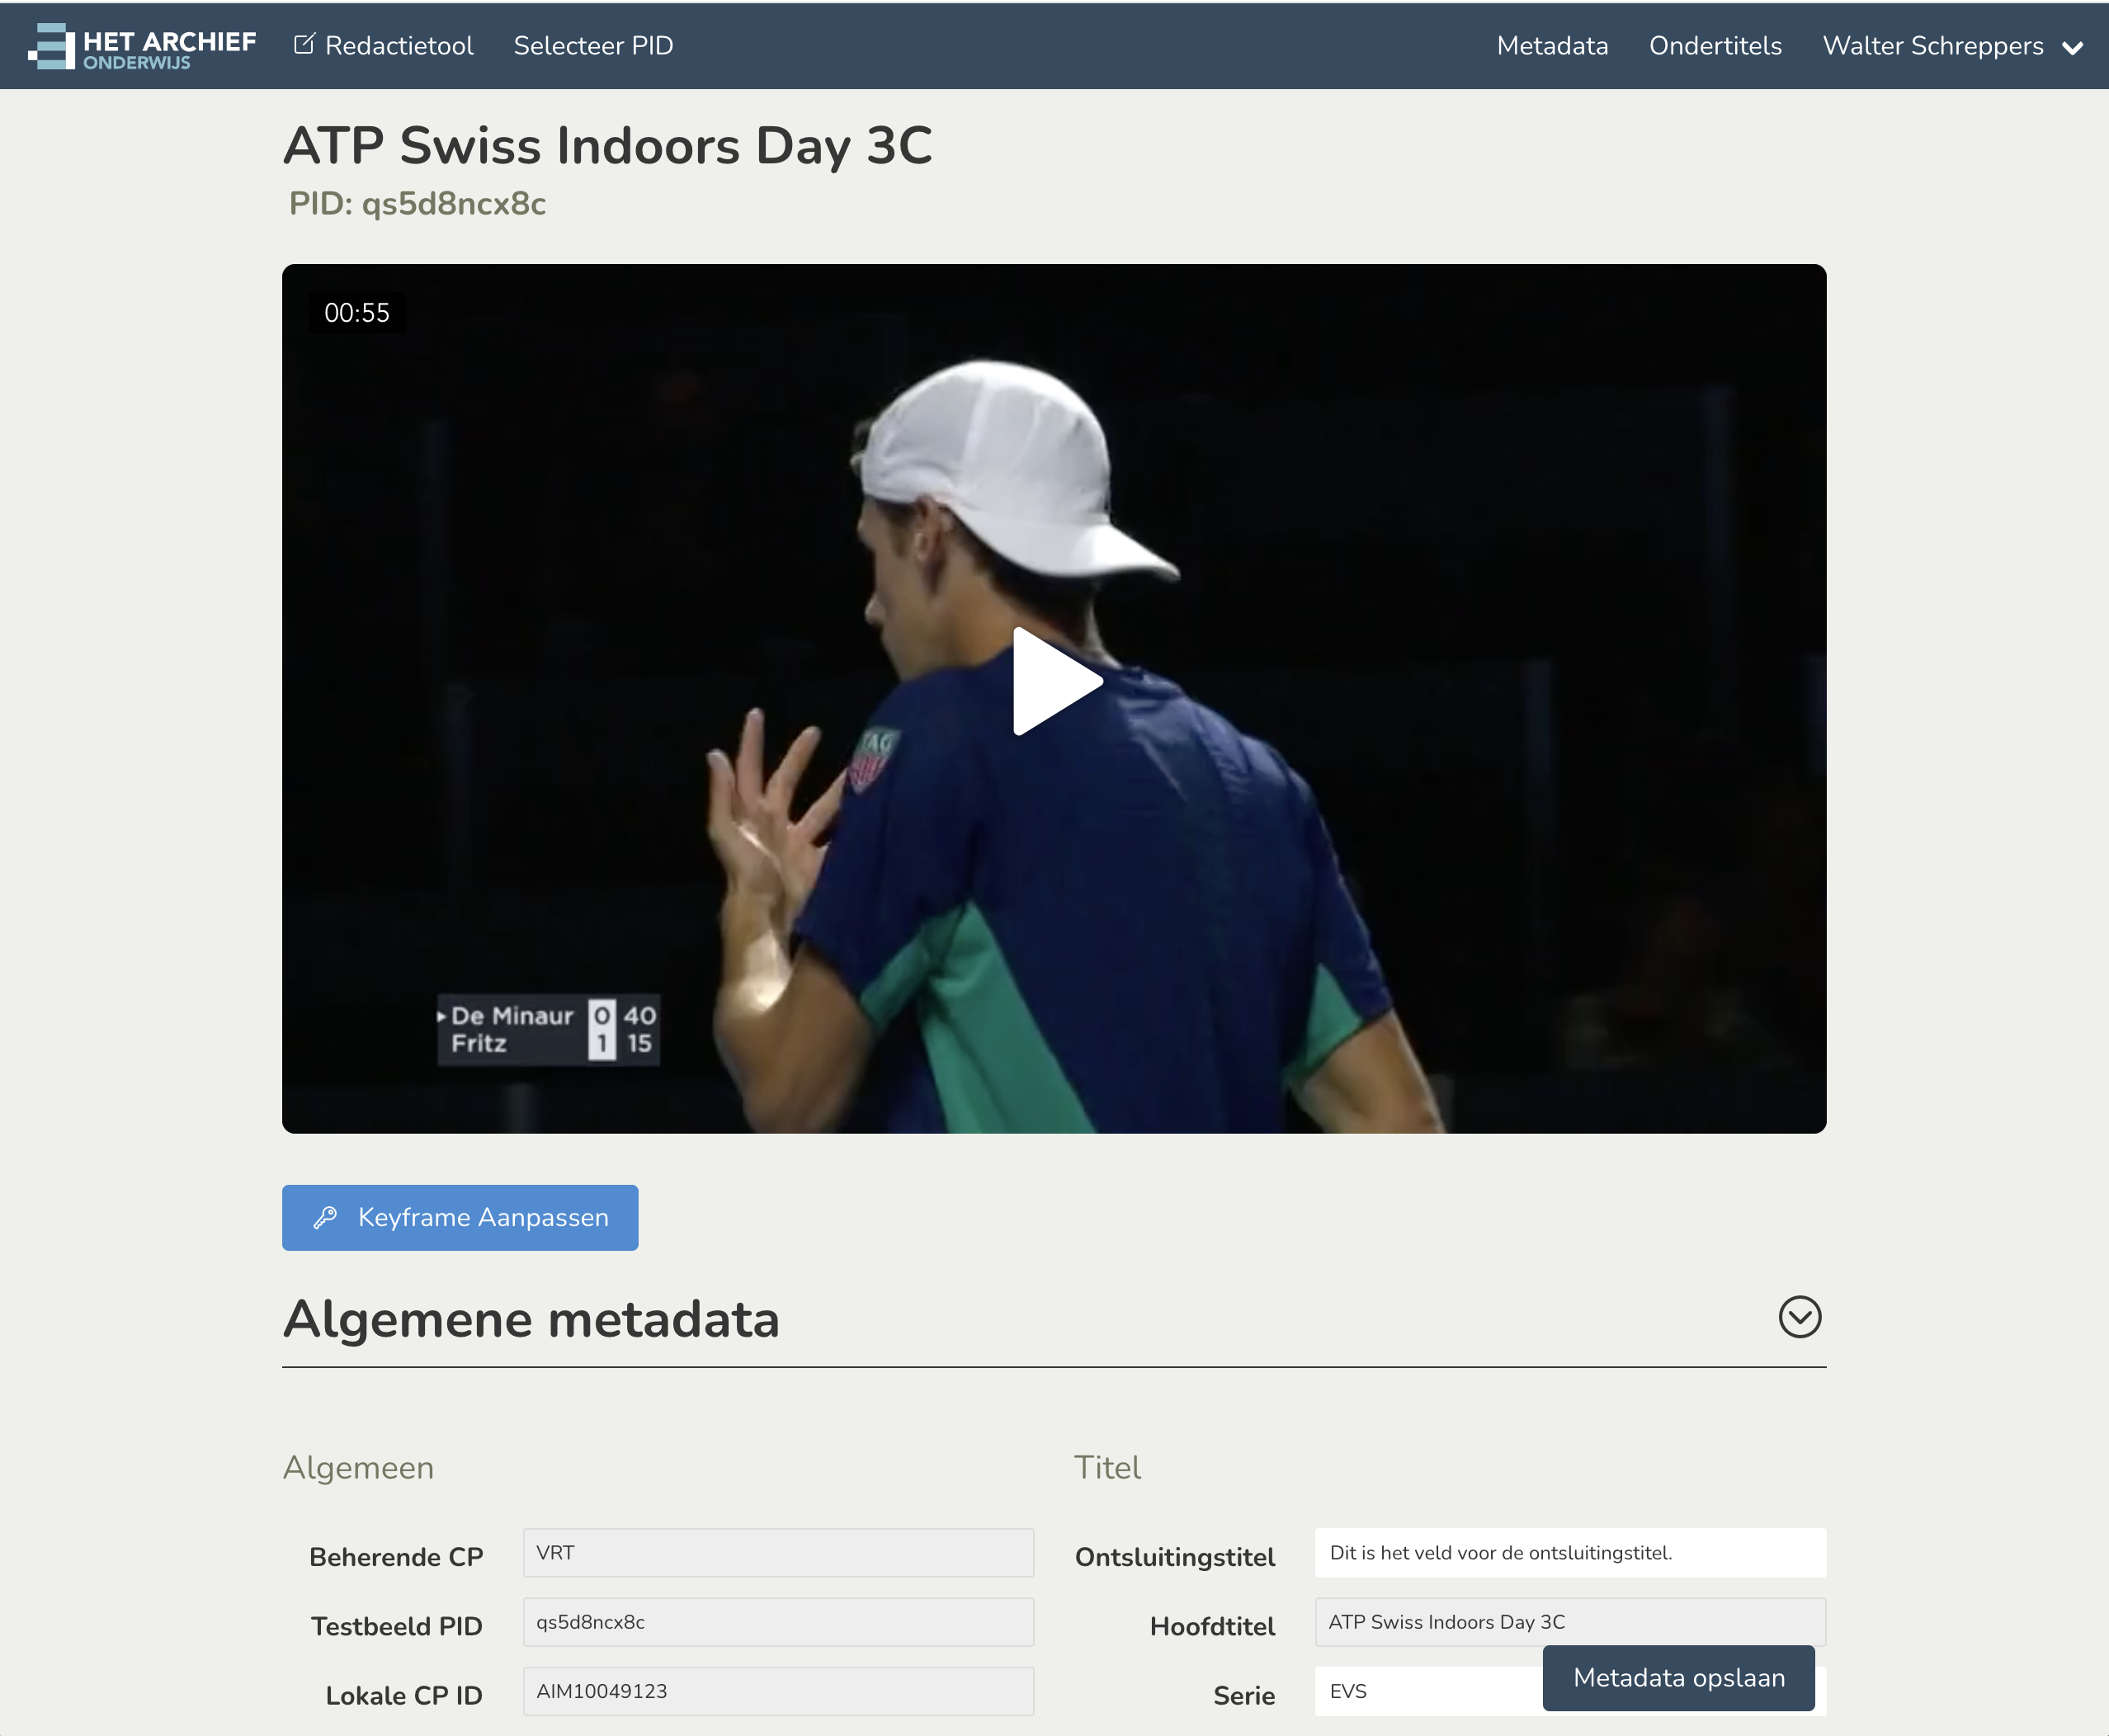 HET ARCHIEF
ONDERWIJS
Redactietool
Selecteer PID
Metadata
Ondertitels
Walter Schreppers
ATP Swiss Indoors Day 3C
PID: qs5d8ncx8c
00:55
TAG
De Minaur 0 40
Fritz 1 15
Keyframe Aanpassen
Algemene metadata
Algemeen
Beherende CP VRT
Testbeeld PID qs5d8ncx8c
Lokale CP ID AIM10049123
Titel
Ontsluitingstitel Dit is het veld voor de ontsluitingstitel.
Hoofdtitel ATP Swiss Indoors Day 3C
Serie EVS
Metadata opslaan